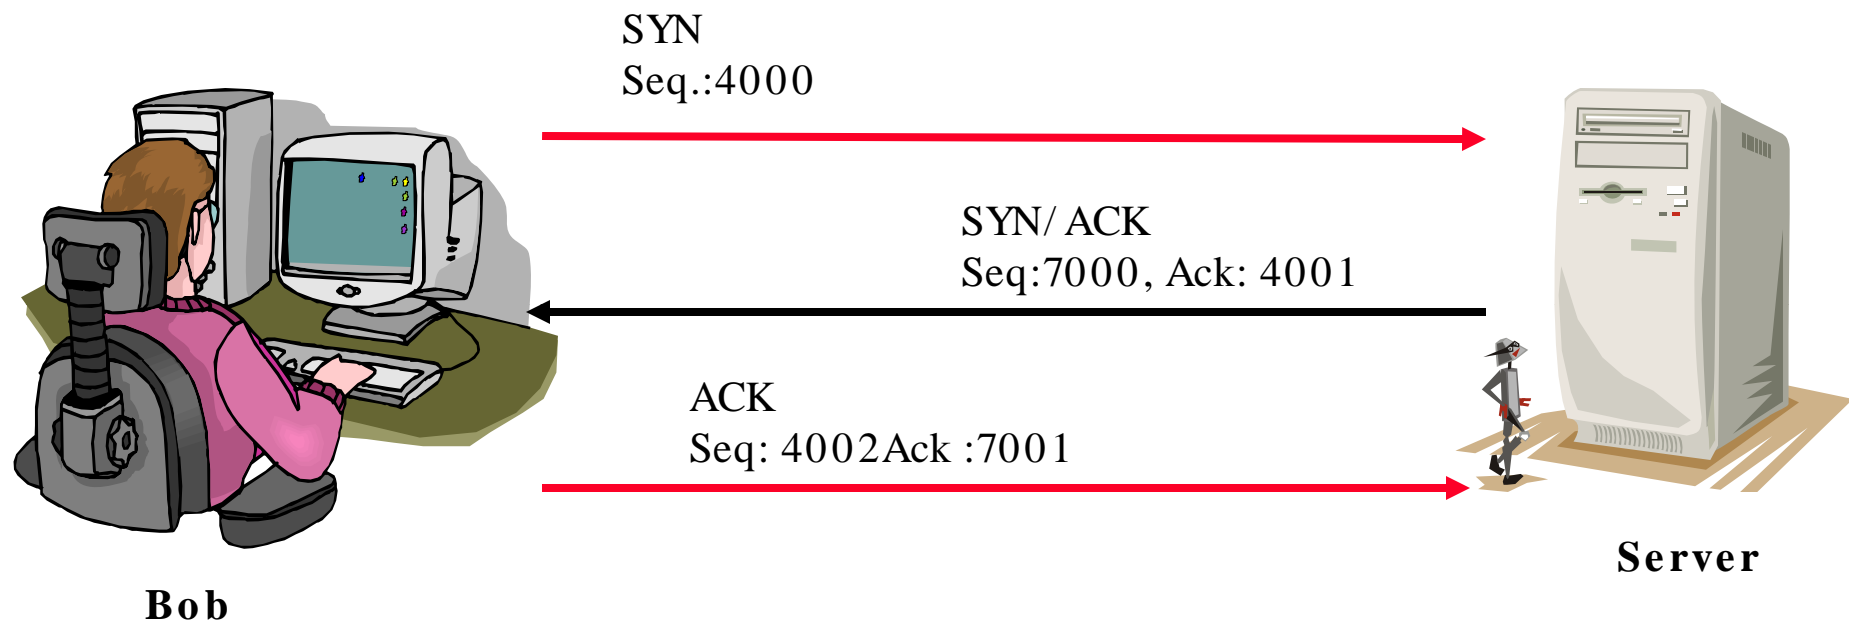 SYN
Seq.:4000
SYN/ ACK
Seq:7000, Ack: 4001
ACK
Seq: 4002Ack :7001
Server
Bob